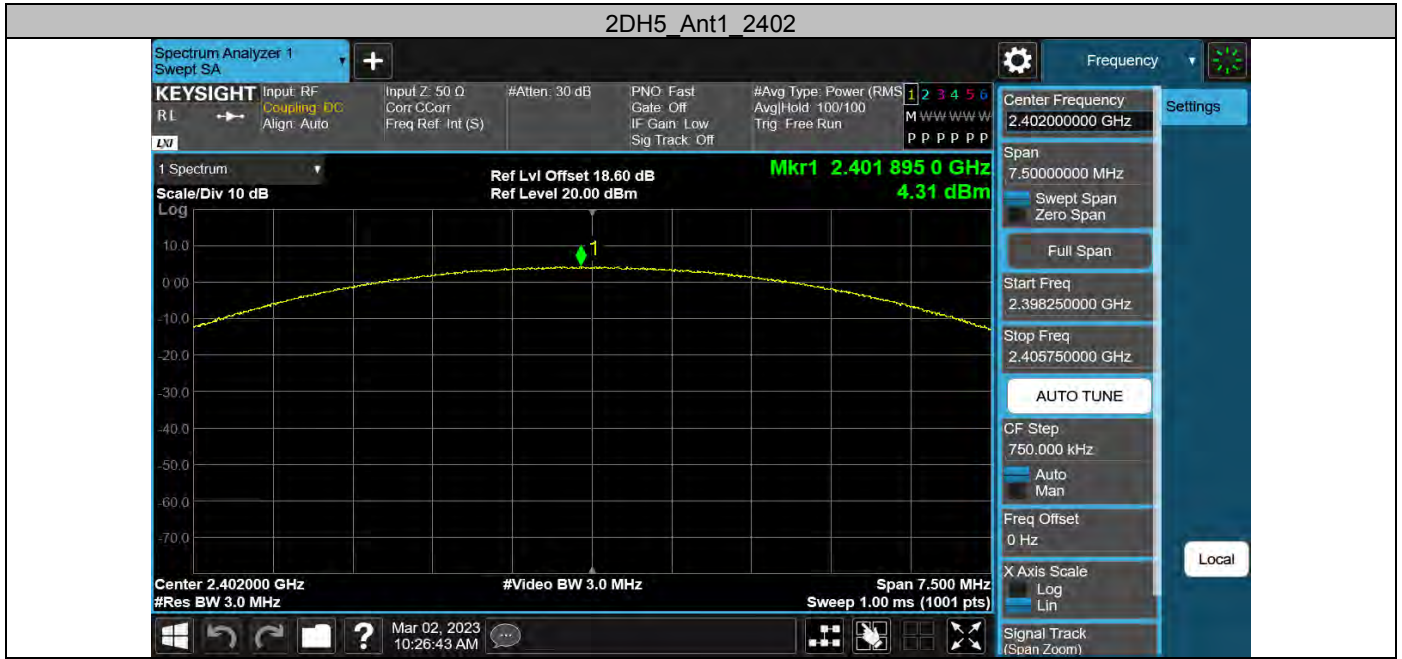 2DH5_Ant1_2402
Spectrum Analyzer 1
Swept SA
+
Frequency
KEYSIGHT
RL
LXI
Input: RF
Coupling: DC
Align: Auto
Input Z: 50 Ω
Corr CCorr
Freq Ref: Int (S)
#Atten: 30 dB
PNO: Fast
Gate: Off
IF Gain: Low
Sig Track: Off
#Avg Type: Power (RMS
Avg|Hold: 100/100
Trig: Free Run
1 2 3 4 5 6
M W W W W W
P P P P P P
1 Spectrum
Scale/Div 10 dB
Ref Lvl Offset 18.60 dB
Ref Level 20.00 dBm
Mkr1 2.401 895 0 GHz
4.31 dBm
Log
10.0
0.00
-10.0
-20.0
-30.0
-40.0
-50.0
-60.0
-70.0
1
Center 2.402000 GHz
#Res BW 3.0 MHz
#Video BW 3.0 MHz
Span 7.500 MHz
Sweep 1.00 ms (1001 pts)
?
Mar 02, 2023
10:26:43 AM
Center Frequency
2.402000000 GHz
Span
7.50000000 MHz
Swept Span
Zero Span
Full Span
Start Freq
2.398250000 GHz
Stop Freq
2.405750000 GHz
AUTO TUNE
CF Step
750.000 kHz
Auto
Man
Freq Offset
0 Hz
X Axis Scale
Log
Lin
Signal Track
(Span Zoom)
Settings
Local